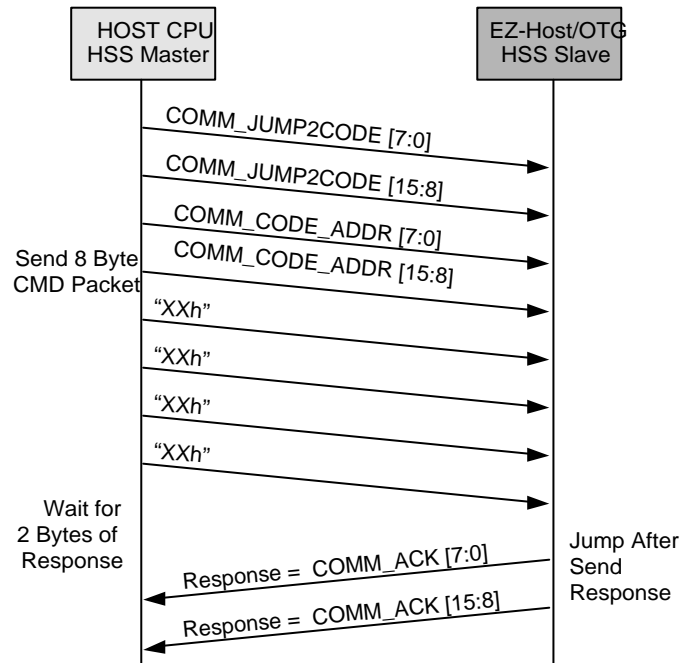 HOST CPU
HSS Master
EZ-Host/OTG
HSS Slave
COMM_JUMP2CODE [7:0]
COMM_JUMP2CODE [15:8]
COMM_CODE_ADDR [7:0]
COMM_CODE_ADDR [15:8]
Send 8 Byte
CMD Packet
“XXh”
“XXh”
“XXh”
“XXh”
Wait for
2 Bytes of
Response
Jump After
Send
Response
Response = COMM_ACK [7:0]
Response = COMM_ACK [15:8]